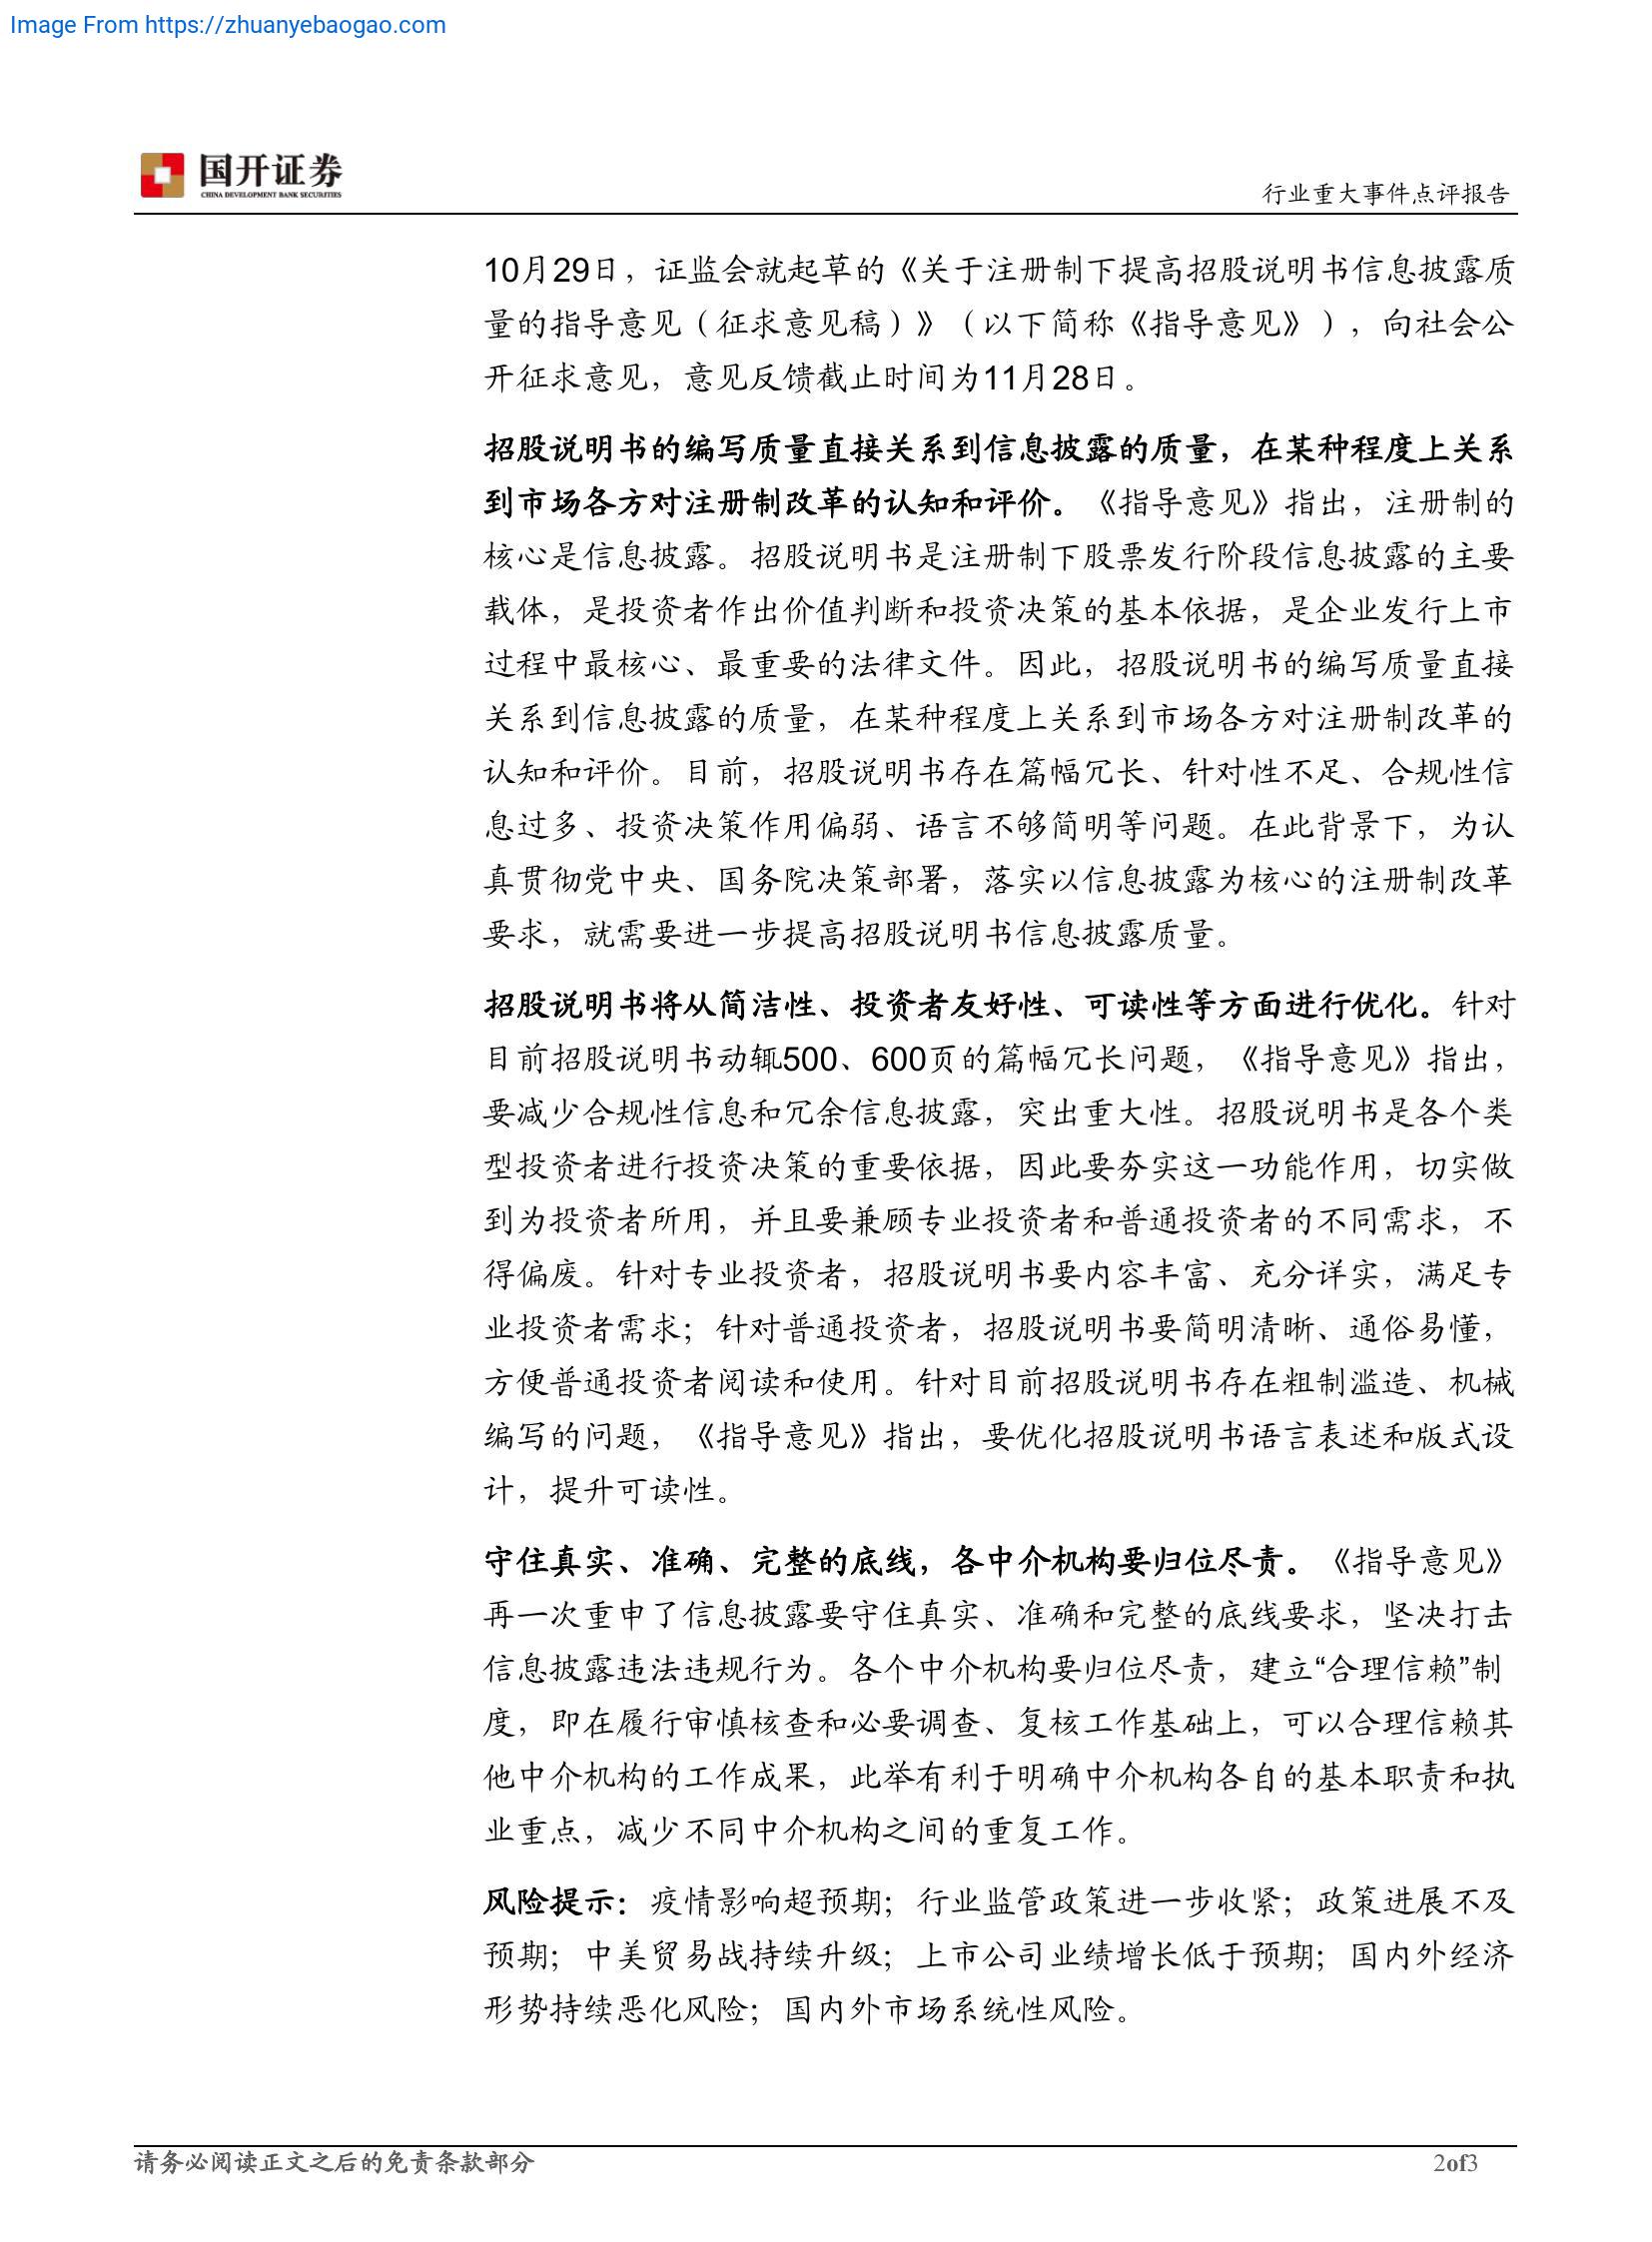 Image From https://zhuanyebaogao.com
国开证券
CHINA DEVELOPMENT BANK SECURITIES
行业重大事件点评报告
10月29日，证监会就起草的《关于注册制下提高招股说明书信息披露质
量的指导意见（征求意见稿）》（以下简称《指导意见》），向社会公
开征求意见，意见反馈截止时间为11月28日。
招股说明书的编写质量直接关系到信息披露的质量，在某种程度上关系
到市场各方对注册制改革的认知和评价。《指导意见》指出，注册制的
核心是信息披露。招股说明书是注册制下股票发行阶段信息披露的主要
载体，是投资者作出价值判断和投资决策的基本依据，是企业发行上市
过程中最核心、最重要的法律文件。因此，招股说明书的编写质量直接
关系到信息披露的质量，在某种程度上关系到市场各方对注册制改革的
认知和评价。目前，招股说明书存在篇幅冗长、针对性不足、合规性信
息过多、投资决策作用偏弱、语言不够简明等问题。在此背景下，为认
真贯彻党中央、国务院决策部署，落实以信息披露为核心的注册制改革
要求，就需要进一步提高招股说明书信息披露质量。
招股说明书将从简洁性、投资者友好性、可读性等方面进行优化。针对
目前招股说明书动辄500、600页的篇幅冗长问题，《指导意见》指出，
要减少合规性信息和冗余信息披露，突出重大性。招股说明书是各个类
型投资者进行投资决策的重要依据，因此要夯实这一功能作用，切实做
到为投资者所用，并且要兼顾专业投资者和普通投资者的不同需求，不
得偏废。针对专业投资者，招股说明书要内容丰富、充分详实，满足专
业投资者需求；针对普通投资者，招股说明书要简明清晰、通俗易懂，
方便普通投资者阅读和使用。针对目前招股说明书存在粗制滥造、机械
编写的问题，《指导意见》指出，要优化招股说明书语言表述和版式设
计，提升可读性。
守住真实、准确、完整的底线，各中介机构要归位尽责。《指导意见》
再一次重申了信息披露要守住真实、准确和完整的底线要求，坚决打击
信息披露违法违规行为。各个中介机构要归位尽责，建立“合理信赖”制
度，即在履行审慎核查和必要调查、复核工作基础上，可以合理信赖其
他中介机构的工作成果，此举有利于明确中介机构各自的基本职责和执
业重点，减少不同中介机构之间的重复工作。
风险提示：疫情影响超预期；行业监管政策进一步收紧；政策进展不及
预期；中美贸易战持续升级；上市公司业绩增长低于预期；国内外经济
形势持续恶化风险；国内外市场系统性风险。
请务必阅读正文之后的免责条款部分
2of3